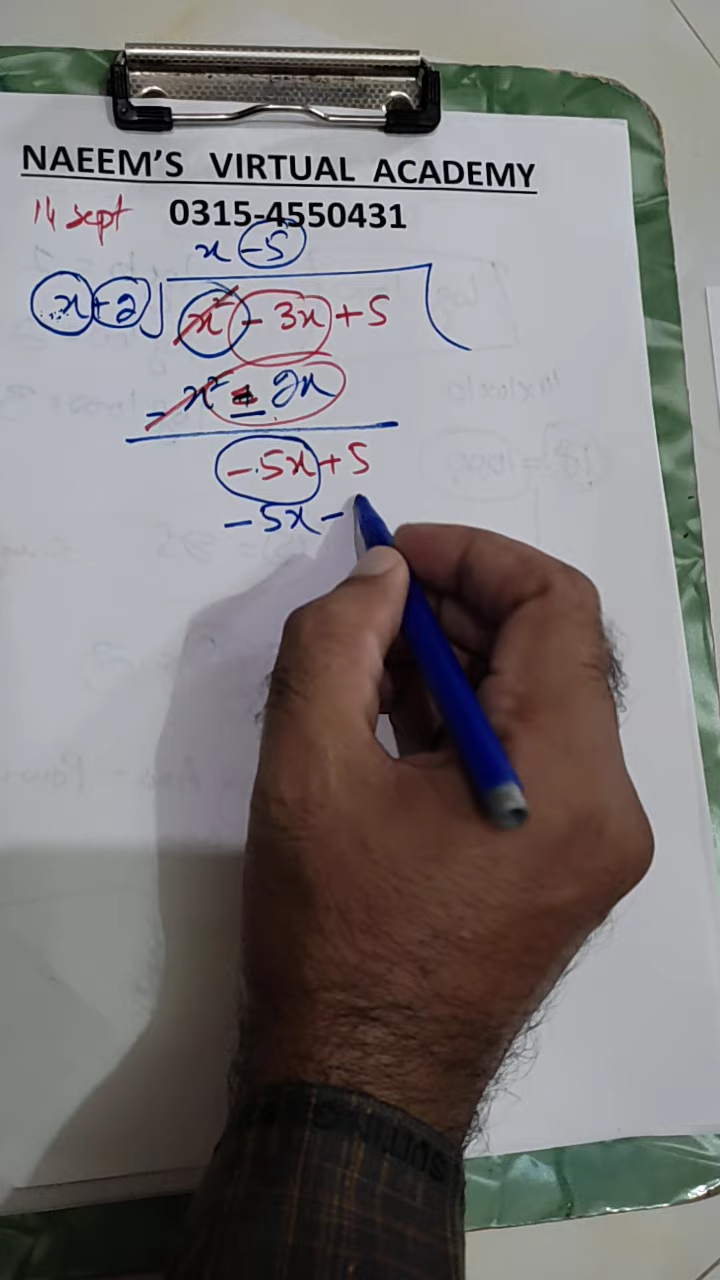 NAEEM'S VIRTUAL ACADEMY
14 sept 0315-4550431
x - 5
x+2 x² - 3x + 5
- x² ± 2x
- 5x + 5
- 5x -